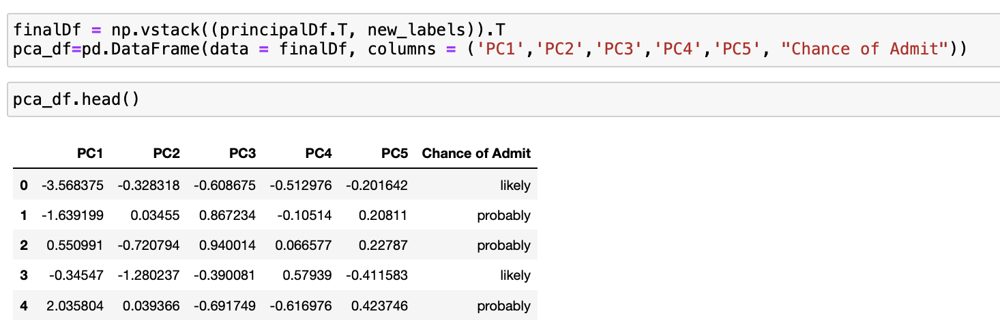 finalDf = np.vstack((principalDf.T, new_labels)).T
pca_df=pd.DataFrame(data = finalDf, columns = ('PC1','PC2','PC3','PC4','PC5', "Chance of Admit"))
pca_df.head()
PC1 PC2 PC3 PC4 PC5 Chance of Admit
0 -3.568375 -0.328318 -0.608675 -0.512976 -0.201642 likely
1 -1.639199 0.03455 0.867234 -0.10514 0.20811 probably
2 0.550991 -0.720794 0.940014 0.066577 0.22787 probably
3 -0.34547 -1.280237 -0.390081 0.57939 -0.411583 likely
4 2.035804 0.039366 -0.691749 -0.616976 0.423746 probably